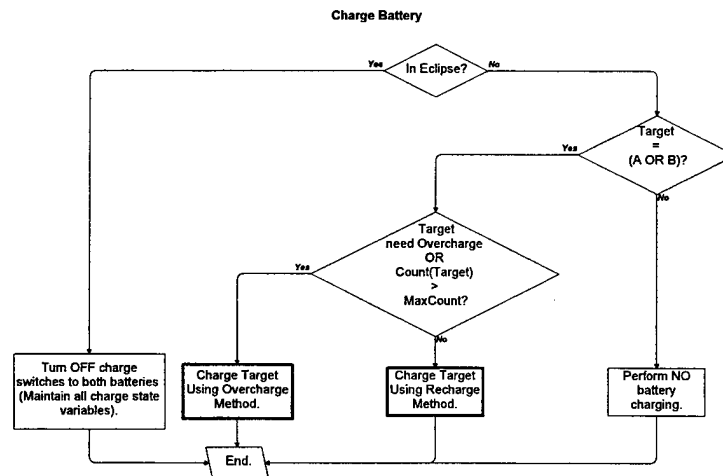 Charge Battery
Yes
In Eclipse?
No
Target
=
(A OR B)?
Yes
No
Target
need Overcharge
OR
Count(Target)
>
MaxCount?
Yes
No
Turn OFF charge
switches to both batteries
(Maintain all charge state
variables).
Charge Target
Using Overcharge
Method.
Charge Target
Using Recharge
Method.
Perform NO
battery
charging.
End.